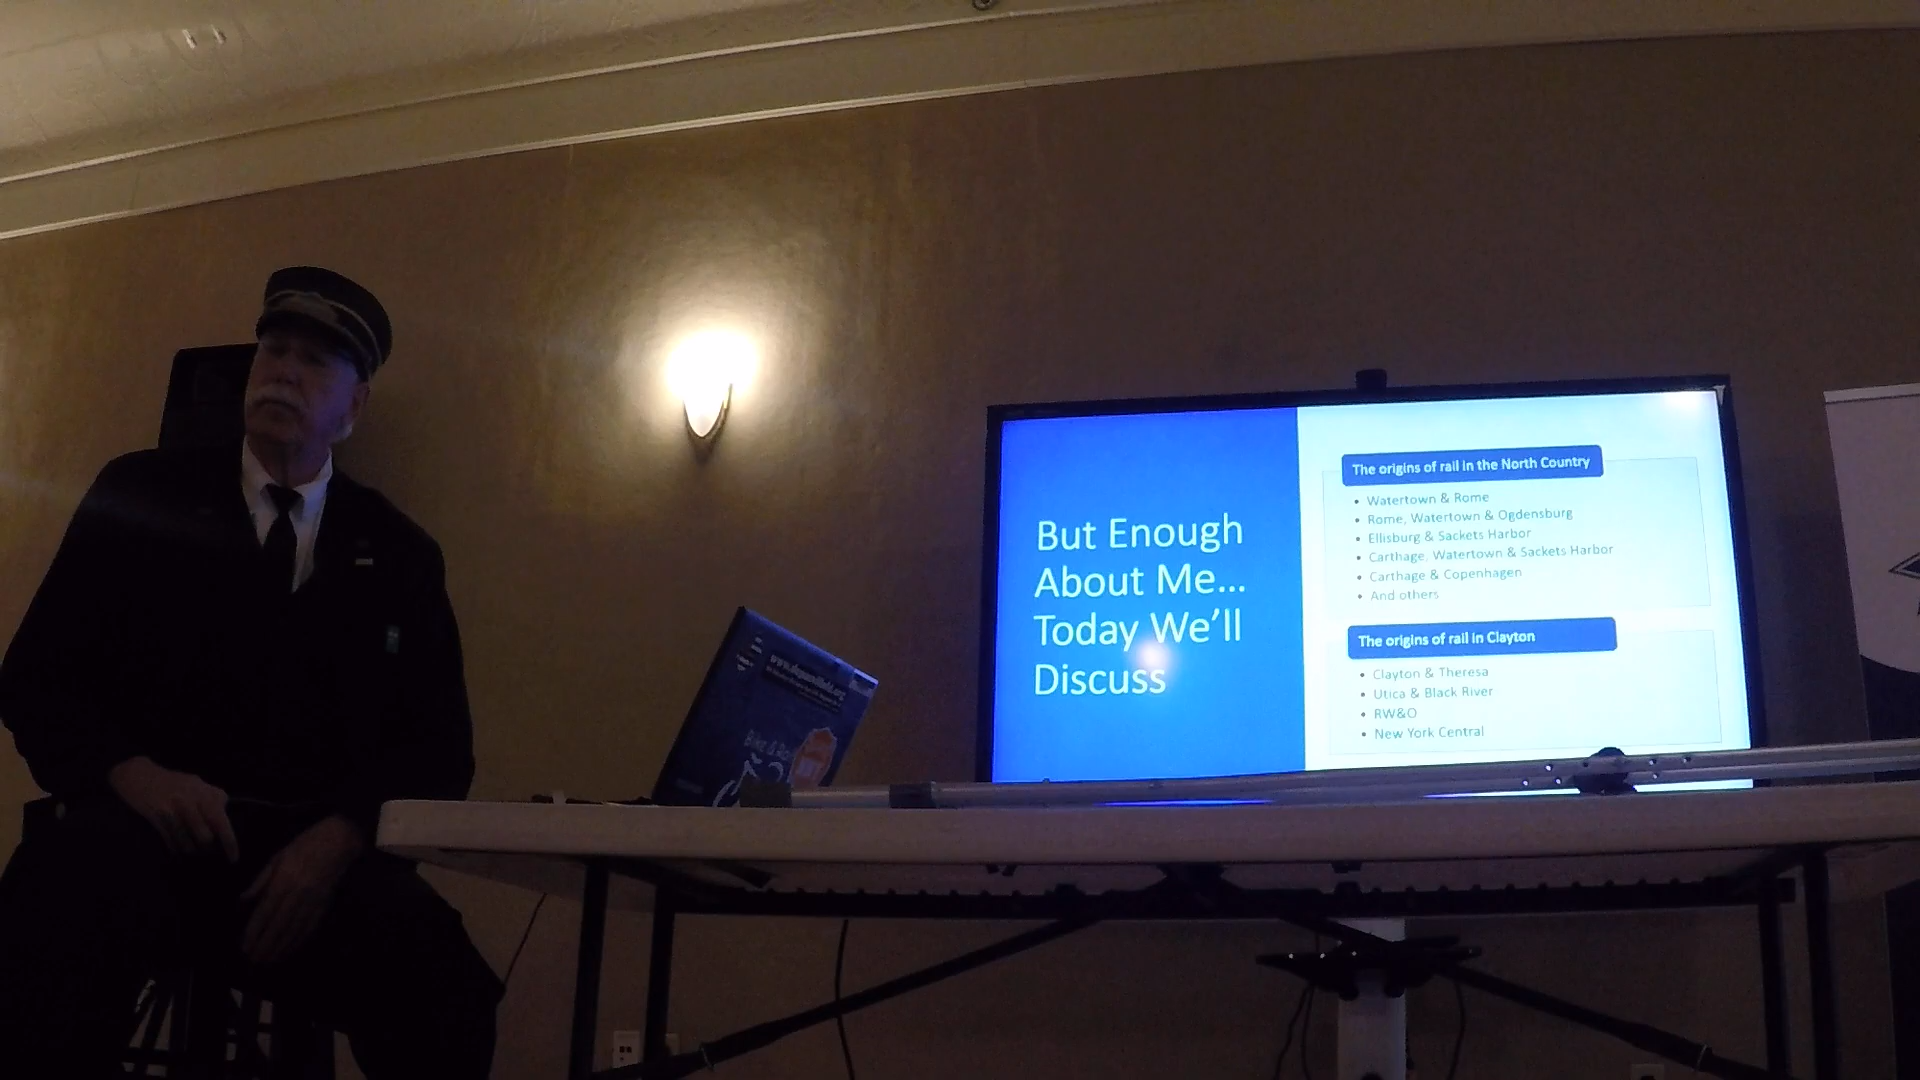 But Enough
About Me...
Today We'll
Discuss
The origins of rail in the North Country
• Watertown & Rome
• Rome, Watertown & Ogdensburg
• Ellisburg & Sackets Harbor
• Carthage, Watertown & Sackets Harbor
• Carthage & Copenhagen
• And others
The origins of rail in Clayton
• Clayton & Theresa
• Utica & Black River
• RW&O
• New York Central
Bike &